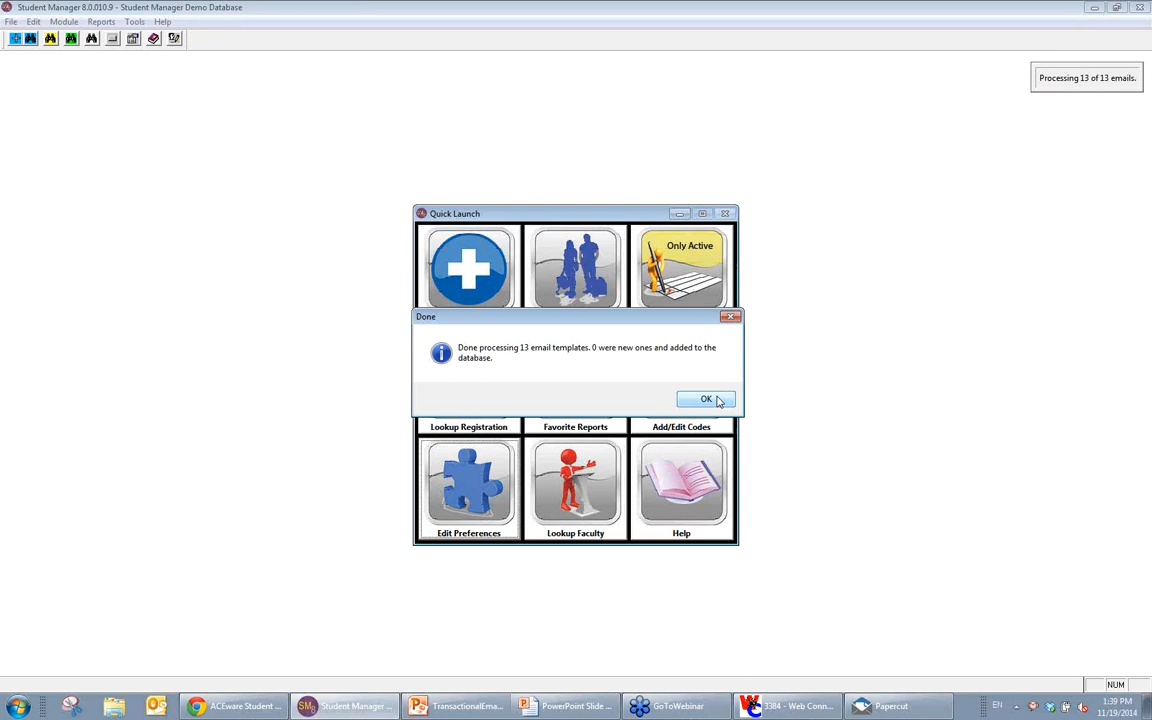 Student Manager 8.0.010.9 - Student Manager Demo Database
File Edit Module Reports Tools Help
Processing 13 of 13 emails.
Quick Launch
Only Active
Done
Done processing 13 email templates. 0 were new ones and added to the
database.
OK
Lookup Registration Favorite Reports Add/Edit Codes
Edit Preferences Lookup Faculty Help
NUM
ACEware Student ... Student Manager ... TransactionalEma... PowerPoint Slide ... GoToWebinar 3384 - Web Conn... Papercut EN 1:39 PM
11/19/2014